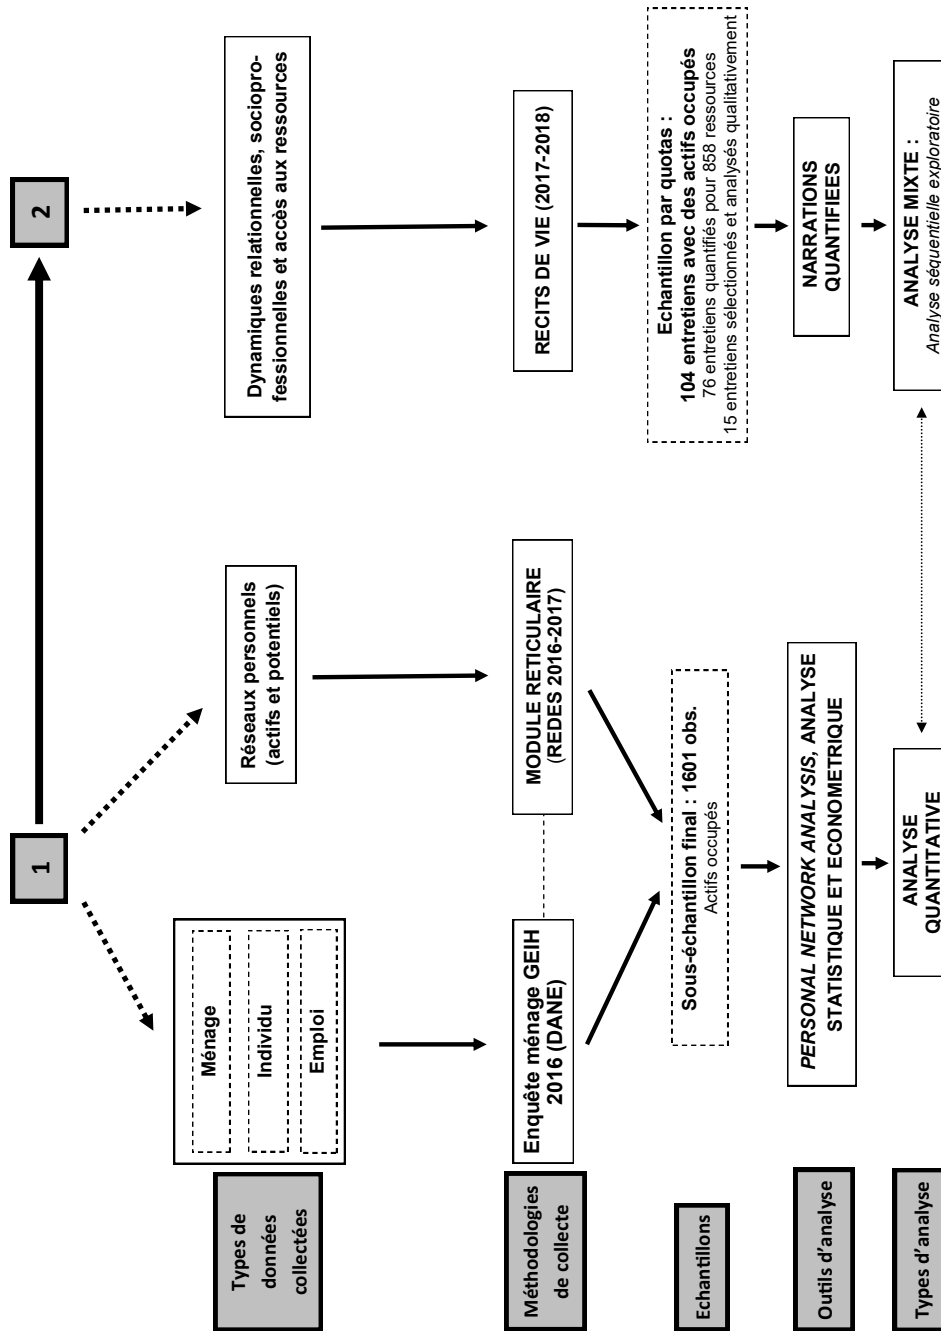 1
2
Types de
données
collectées
Ménage
Individu
Emploi
Réseaux personnels
(actifs et potentiels)
Dynamiques relationnelles, sociopro-
fessionnelles et accès aux ressources
Méthodologies
de collecte
Enquête ménage GEIH
2016 (DANE)
MODULE RETICULAIRE
(REDES 2016-2017)
RECITS DE VIE (2017-2018)
Echantillons
Sous-échantillon final : 1601 obs.
Actifs occupés
Echantillon par quotas :
104 entretiens avec des actifs occupés
76 entretiens quantifiés pour 858 ressources
15 entretiens sélectionnés et analysés qualitativement
Outils d'analyse
PERSONAL NETWORK ANALYSIS, ANALYSE
STATISTIQUE ET ECONOMETRIQUE
NARRATIONS
QUANTIFIEES
Types d'analyse
ANALYSE
QUANTITATIVE
ANALYSE MIXTE :
Analyse séquentielle exploratoire